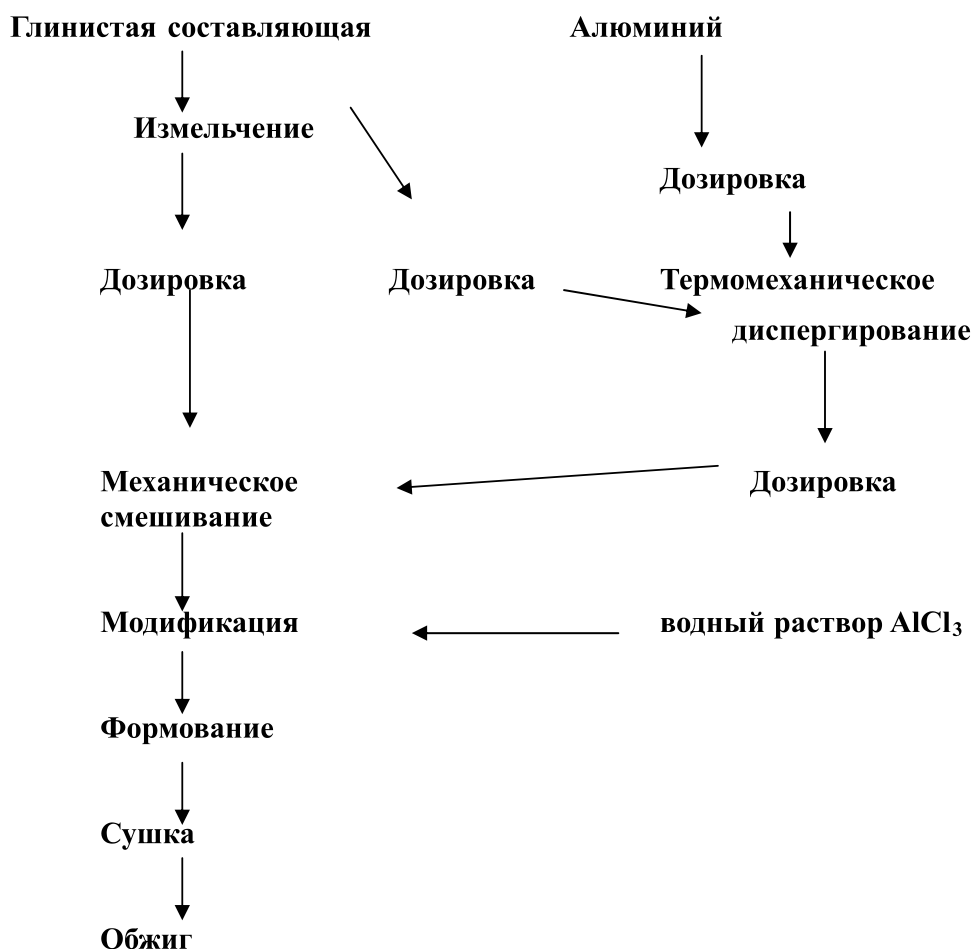 Глинистая составляющая
Алюминий
Измельчение
Дозировка
Дозировка
Дозировка
Термомеханическое
диспергирование
Механическое
смешивание
Дозировка
Модификация
водный раствор AlCl₃
Формование
Сушка
Обжиг